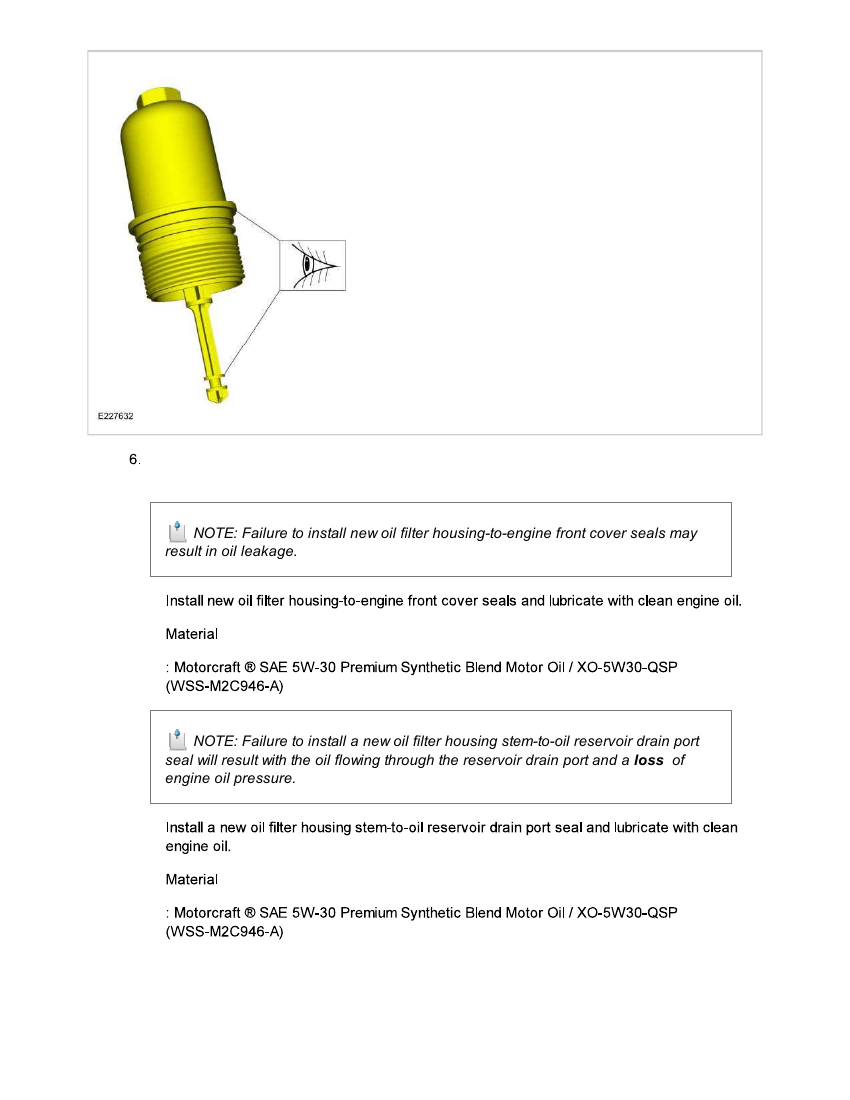 E227632
6.
NOTE: Failure to install new oil filter housing-to-engine front cover seals may
result in oil leakage.
Install new oil filter housing-to-engine front cover seals and lubricate with clean engine oil.
Material
: Motorcraft ® SAE 5W-30 Premium Synthetic Blend Motor Oil / XO-5W30-QSP
(WSS-M2C946-A)
NOTE: Failure to install a new oil filter housing stem-to-oil reservoir drain port
seal will result with the oil flowing through the reservoir drain port and a loss of
engine oil pressure.
Install a new oil filter housing stem-to-oil reservoir drain port seal and lubricate with clean
engine oil.
Material
: Motorcraft ® SAE 5W-30 Premium Synthetic Blend Motor Oil / XO-5W30-QSP
(WSS-M2C946-A)